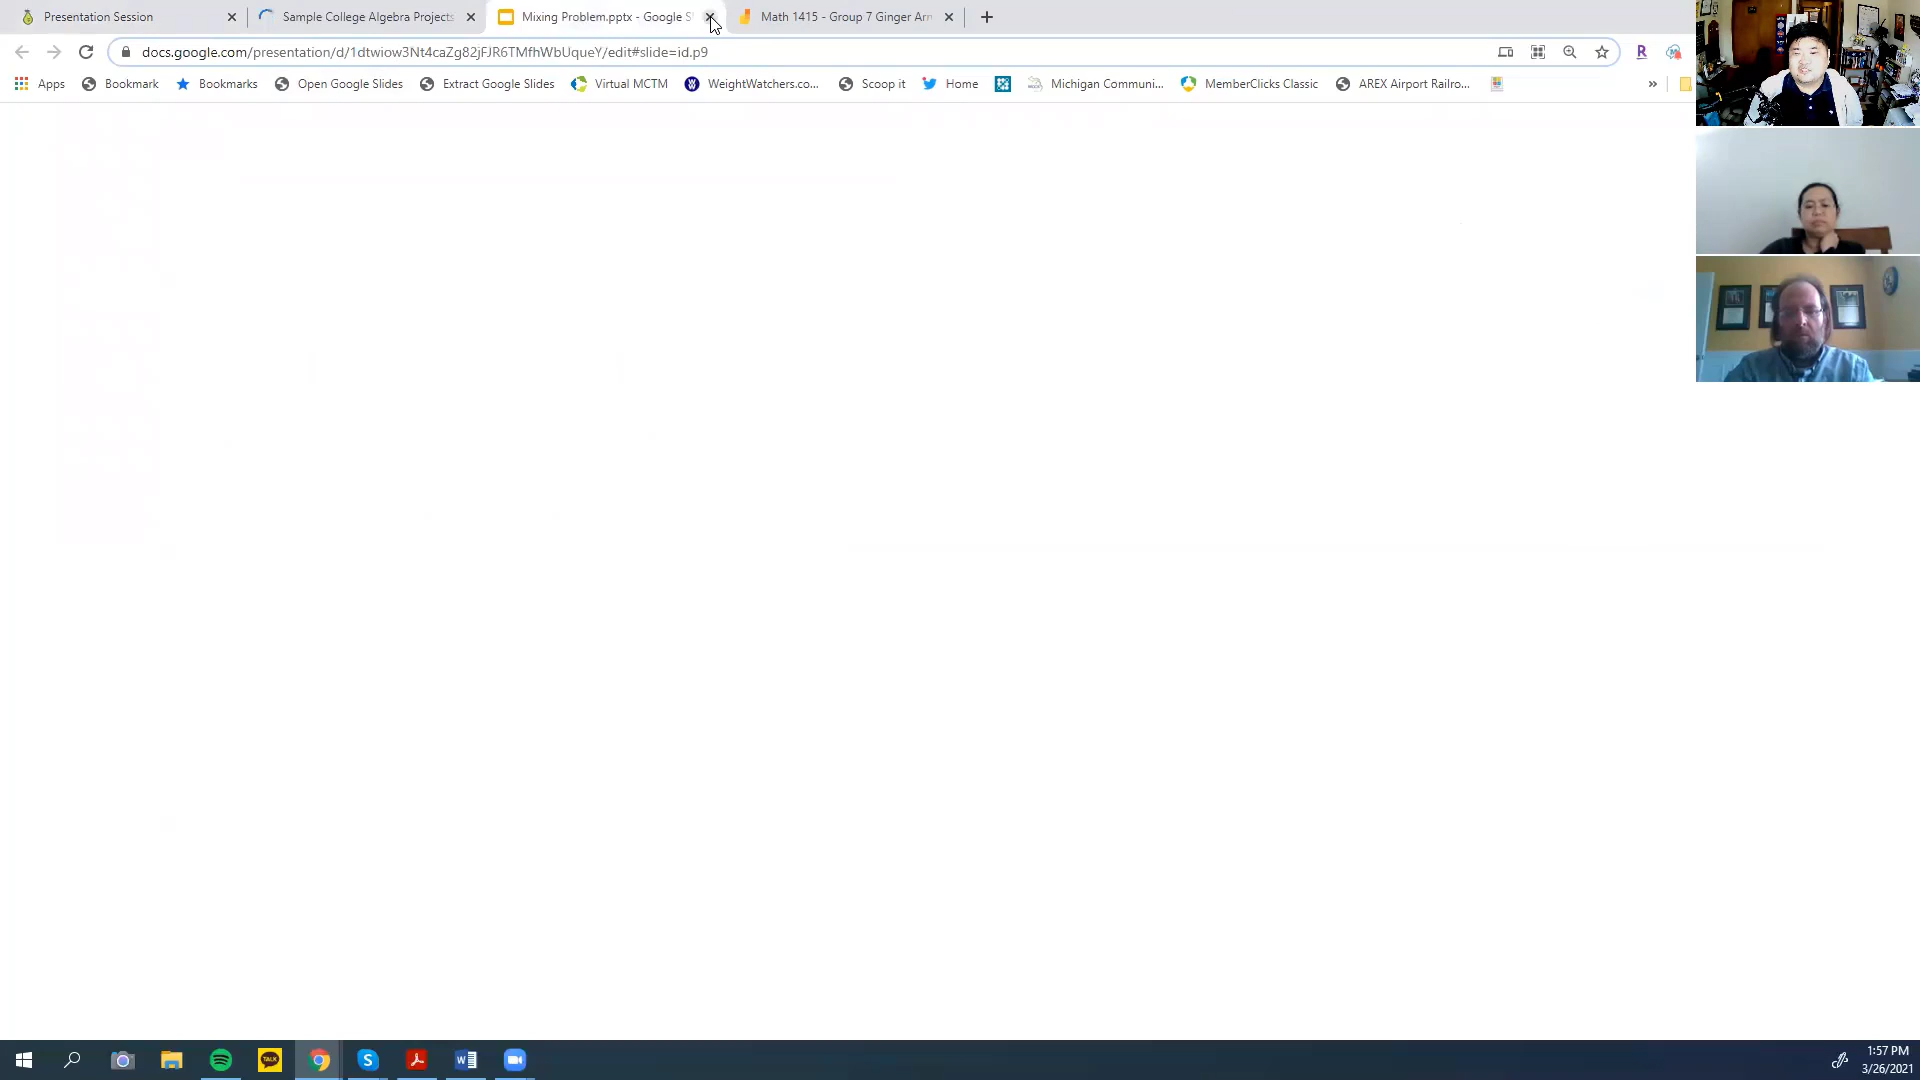 Presentation Session
Sample College Algebra Projects
Mixing Problem.pptx - Google S
Math 1415 - Group 7 Ginger Arn
docs.google.com/presentation/d/1dtwiow3Nt4caZg82jFJR6TMfhWbUqueY/edit#slide=id.p9
R
Apps
Bookmark
Bookmarks
Open Google Slides
Extract Google Slides
Virtual MCTM
WeightWatchers.co...
Scoop it
Home
Michigan Communi...
MemberClicks Classic
AREX Airport Railro...
»
TALK
1:57 PM
3/26/2021